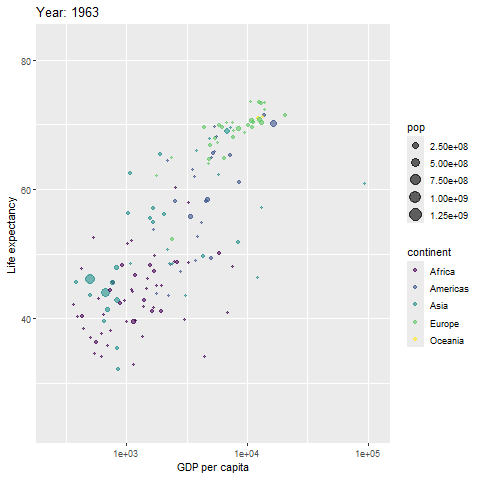 Year: 1963
80
60
40
Life expectancy
1e+03
1e+04
1e+05
GDP per capita
pop
2.50e+08
5.00e+08
7.50e+08
1.00e+09
1.25e+09
continent
Africa
Americas
Asia
Europe
Oceania